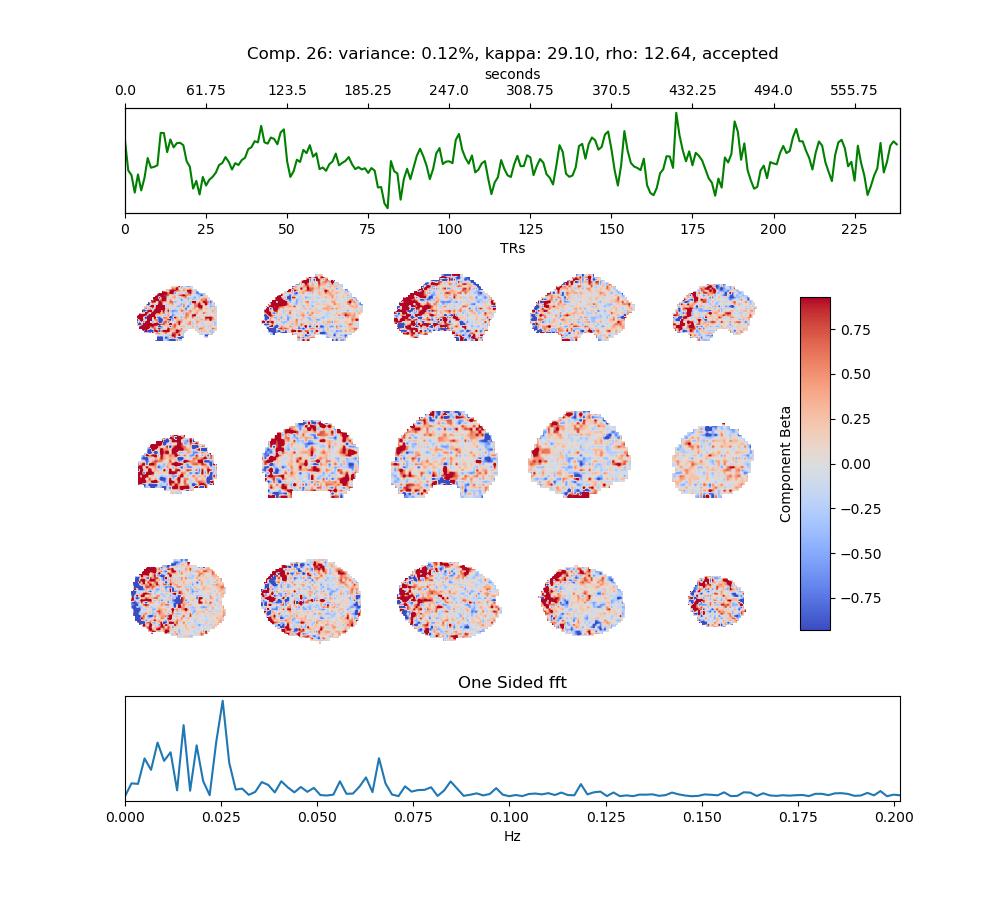 Comp. 26: variance: 0.12%, kappa: 29.10, rho: 12.64, accepted
seconds
0.0 61.75 123.5 185.25 247.0 308.75 370.5 432.25 494.0 555.75
0 25 50 75 100 125 150 175 200 225
TRs
0.75
0.50
0.25
0.00
−0.25
−0.50
−0.75
Component Beta
One Sided fft
0.000 0.025 0.050 0.075 0.100 0.125 0.150 0.175 0.200
Hz